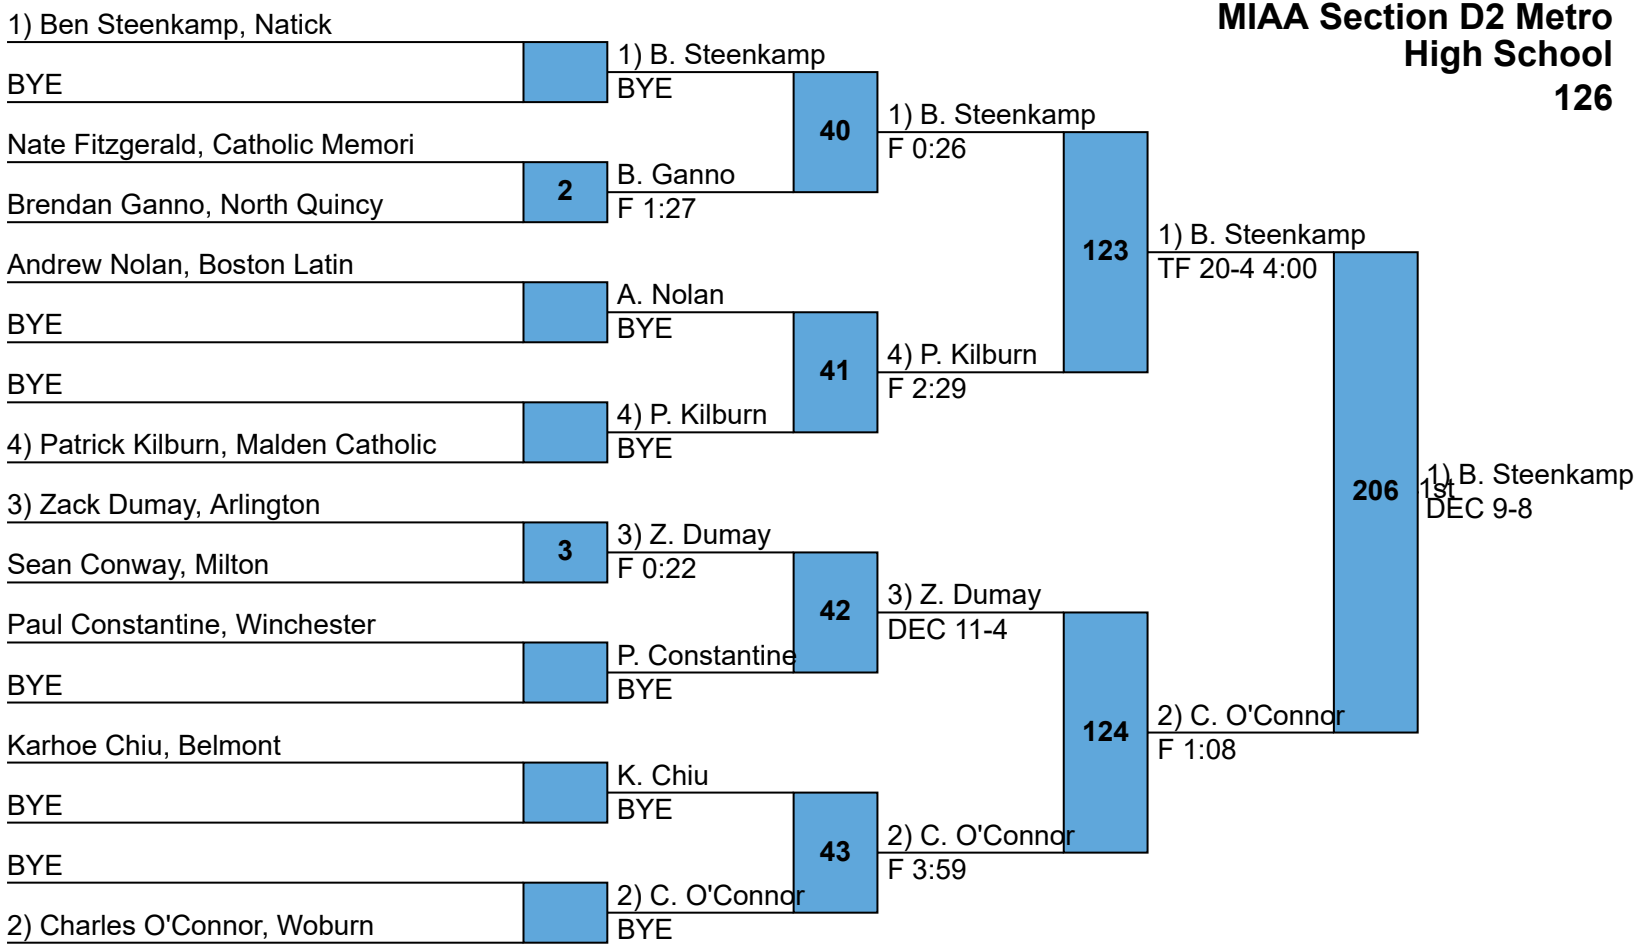 MIAA Section D2 Metro
High School
126
1) Ben Steenkamp, Natick
BYE
Nate Fitzgerald, Catholic Memori
2
Brendan Ganno, North Quincy
Andrew Nolan, Boston Latin
BYE
BYE
4) Patrick Kilburn, Malden Catholic
3) Zack Dumay, Arlington
3
Sean Conway, Milton
Paul Constantine, Winchester
BYE
Karhoe Chiu, Belmont
BYE
BYE
2) Charles O'Connor, Woburn
1) B. Steenkamp
BYE
40
B. Ganno
F 1:27
A. Nolan
BYE
41
4) P. Kilburn
BYE
3) Z. Dumay
F 0:22
42
P. Constantine
BYE
K. Chiu
BYE
43
2) C. O'Connor
BYE
1) B. Steenkamp
F 0:26
123
4) P. Kilburn
F 2:29
3) Z. Dumay
DEC 11-4
124
2) C. O'Connor
F 3:59
1) B. Steenkamp
TF 20-4 4:00
206
2) C. O'Connor
F 1:08
1) B. Steenkamp
1st
DEC 9-8